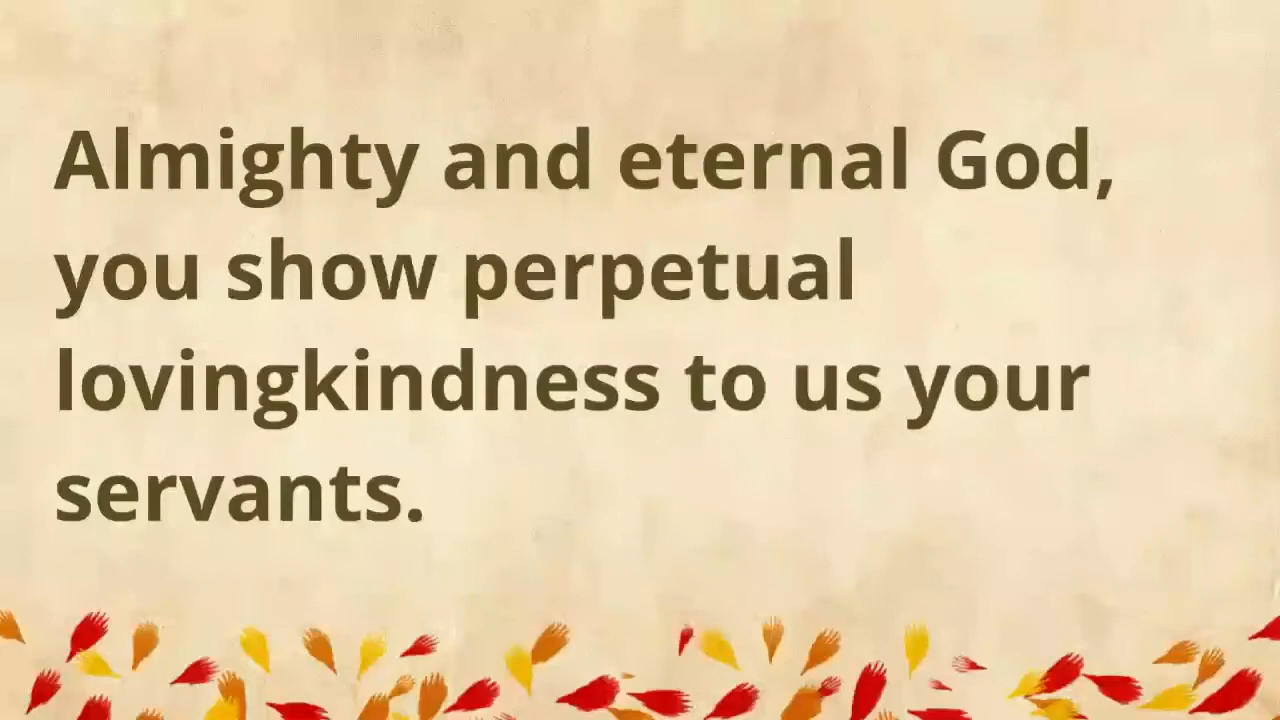 Almighty and eternal God,
you show perpetual
lovingkindness to us your
servants.